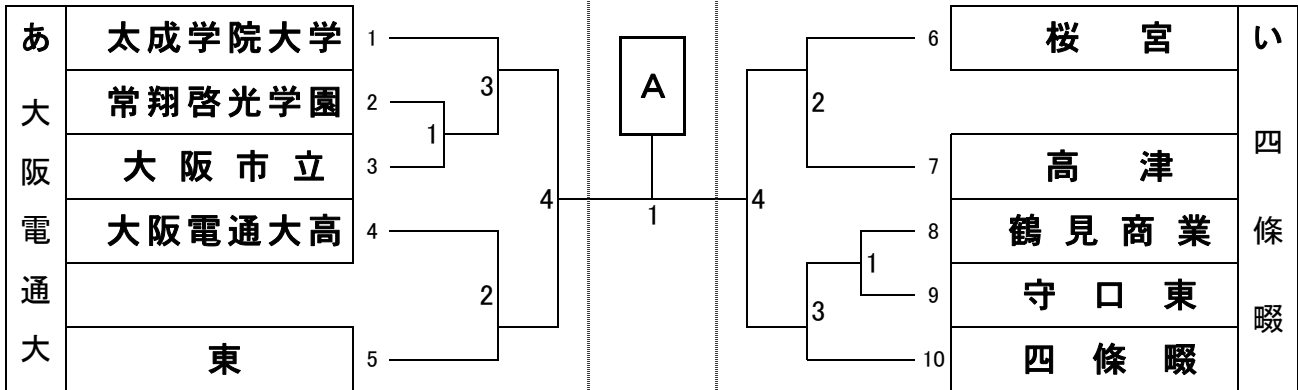 あ 大阪電通大
太成学院大学 1
常翔啓光学園 2
大阪市立 3
大阪電通大高 4
東 5
3
1
4
2
A
1
い 四條畷
6 桜宮
7 高津
8 鶴見商業
9 守口東
10 四條畷
2
4
1
3